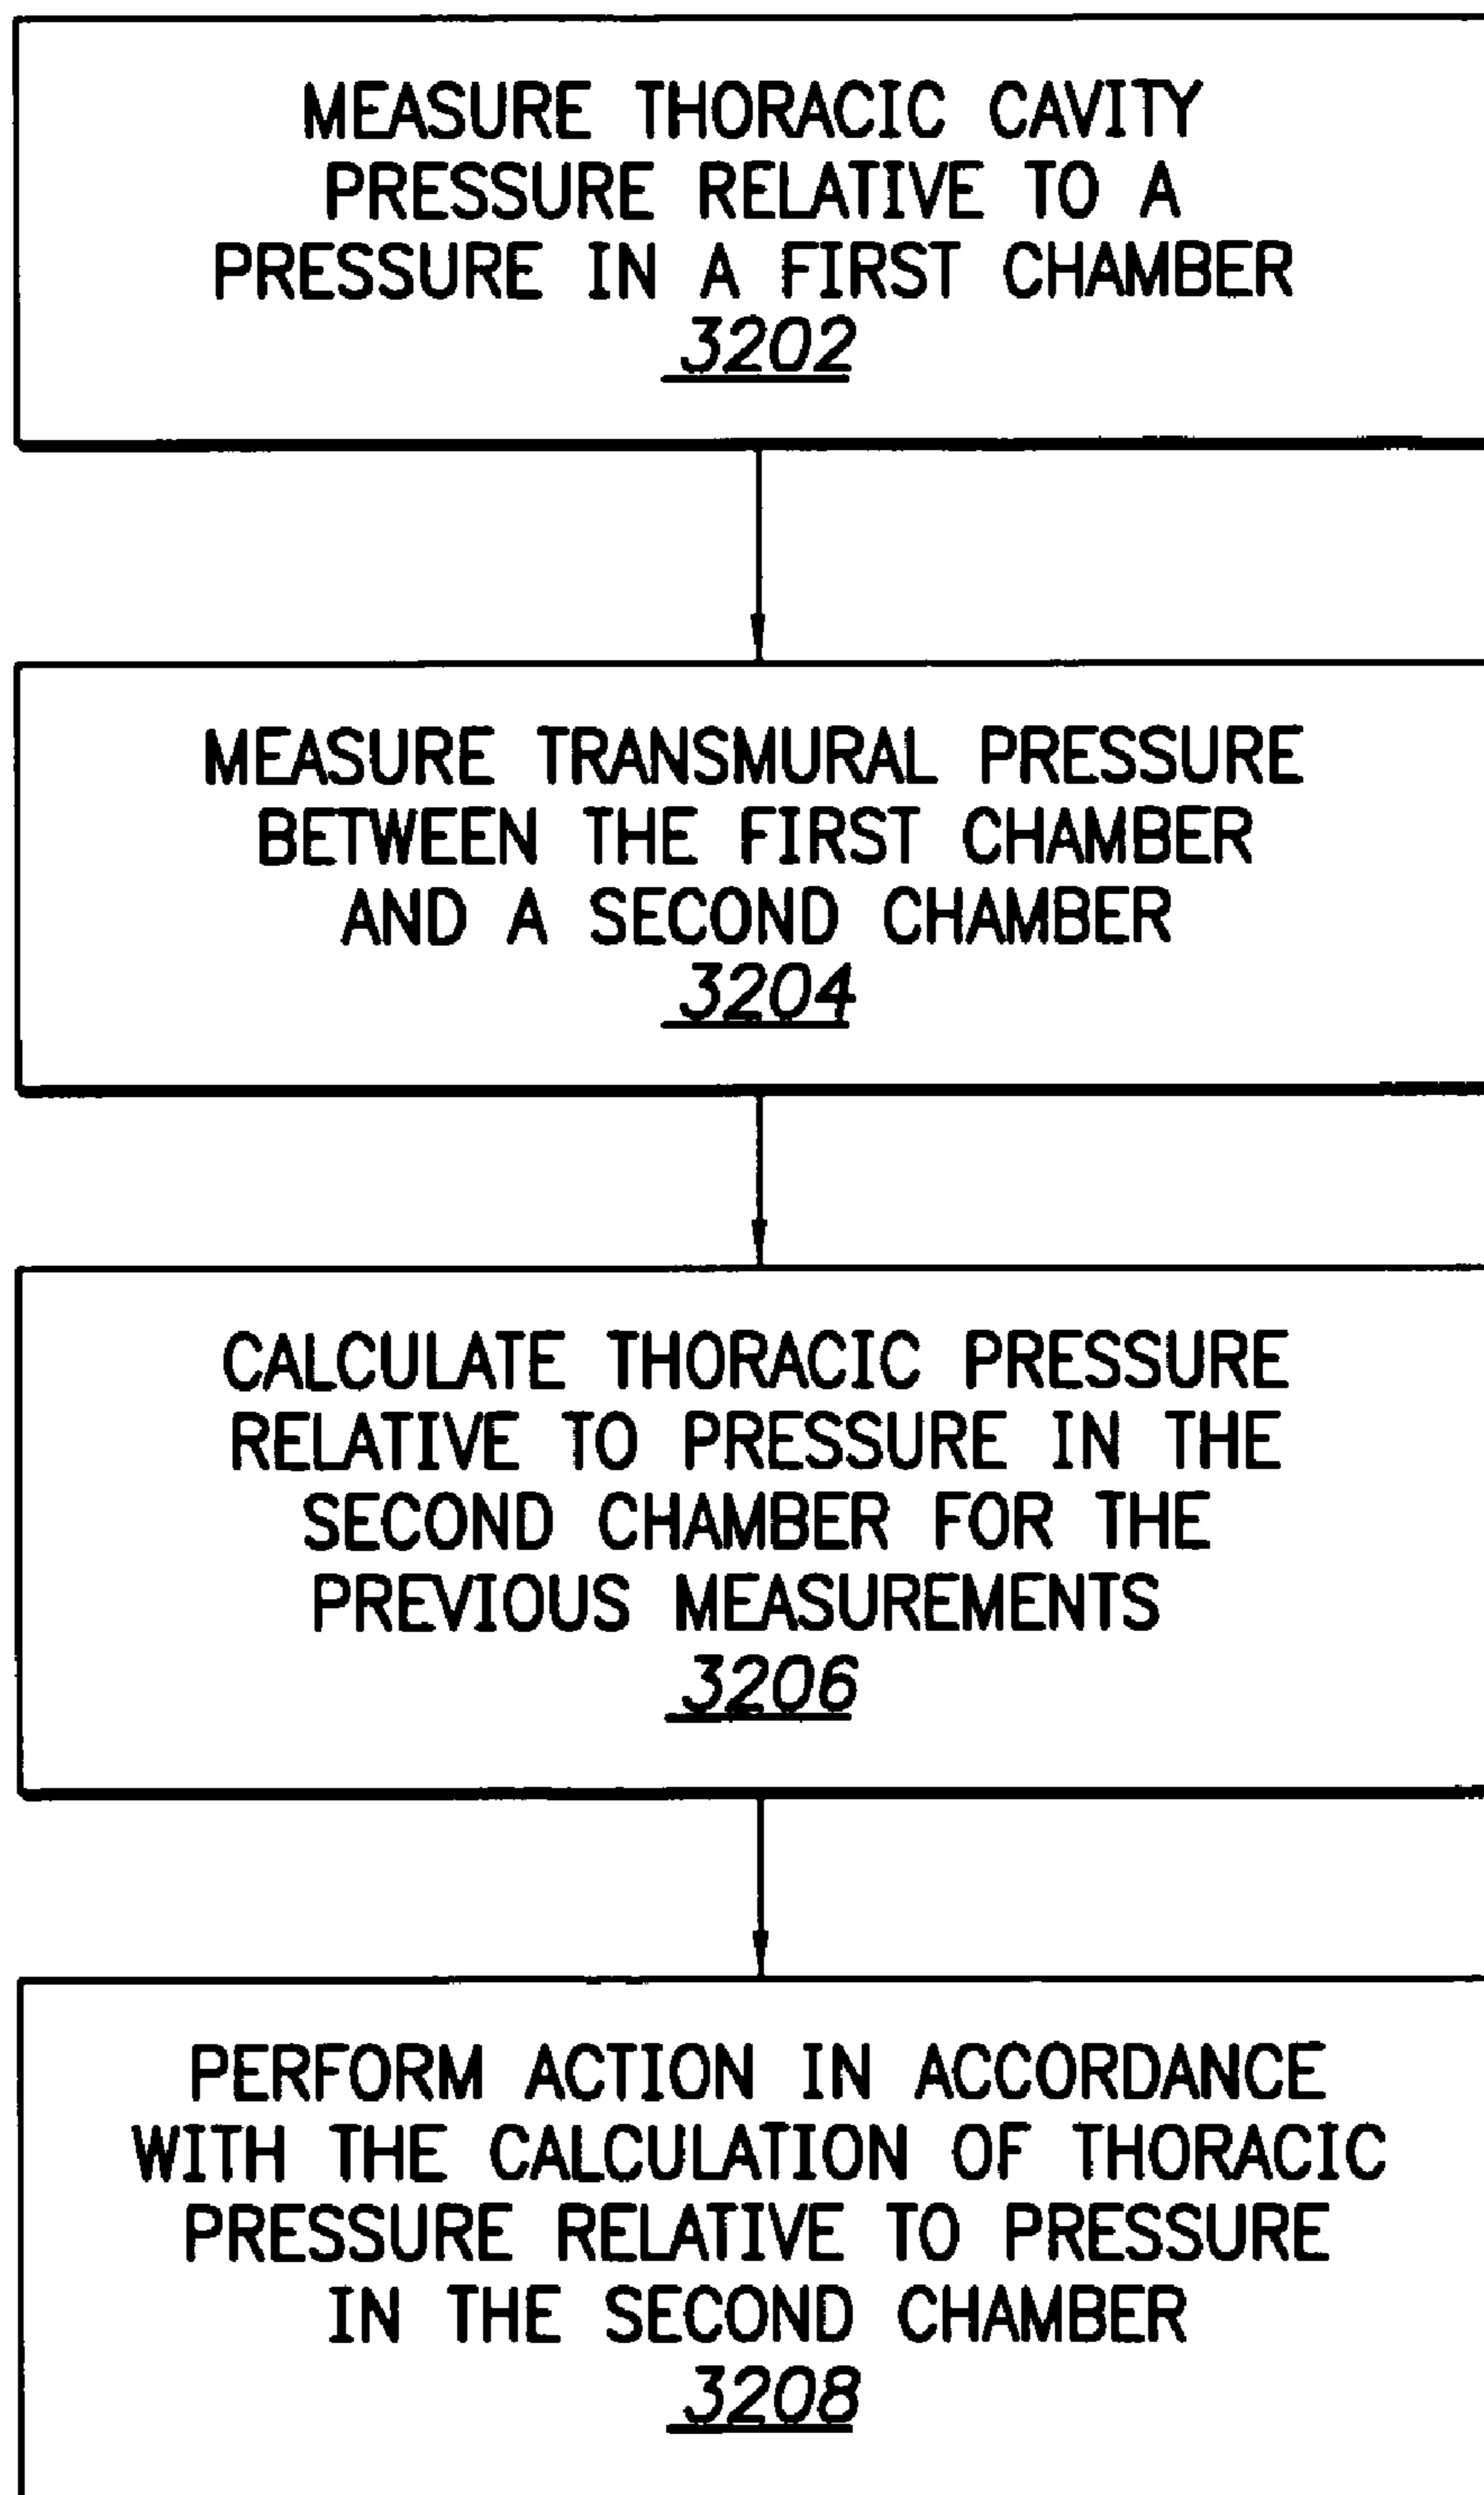 MEASURE THORACIC CAVITY
PRESSURE RELATIVE TO A
PRESSURE IN A FIRST CHAMBER
3202
MEASURE TRANSMURAL PRESSURE
BETWEEN THE FIRST CHAMBER
AND A SECOND CHAMBER
3204
CALCULATE THORACIC PRESSURE
RELATIVE TO PRESSURE IN THE
SECOND CHAMBER FOR THE
PREVIOUS MEASUREMENTS
3206
PERFORM ACTION IN ACCORDANCE
WITH THE CALCULATION OF THORACIC
PRESSURE RELATIVE TO PRESSURE
IN THE SECOND CHAMBER
3208